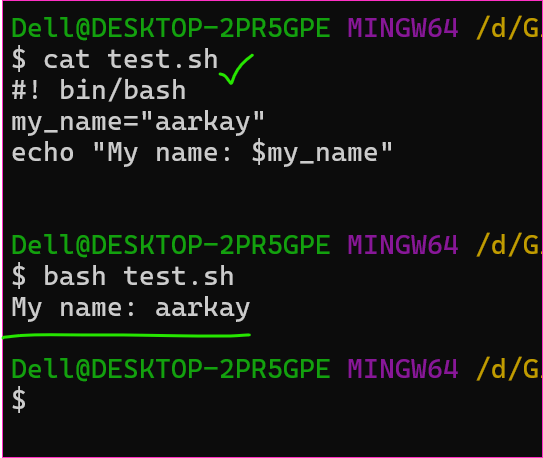 Dell@DESKTOP-2PR5GPE MINGW64 /d/G
$ cat test.sh
#! bin/bash
my_name="aarkay"
echo "My name: $my_name"
Dell@DESKTOP-2PR5GPE MINGW64 /d/G
$ bash test.sh
My name: aarkay
Dell@DESKTOP-2PR5GPE MINGW64 /d/G
$